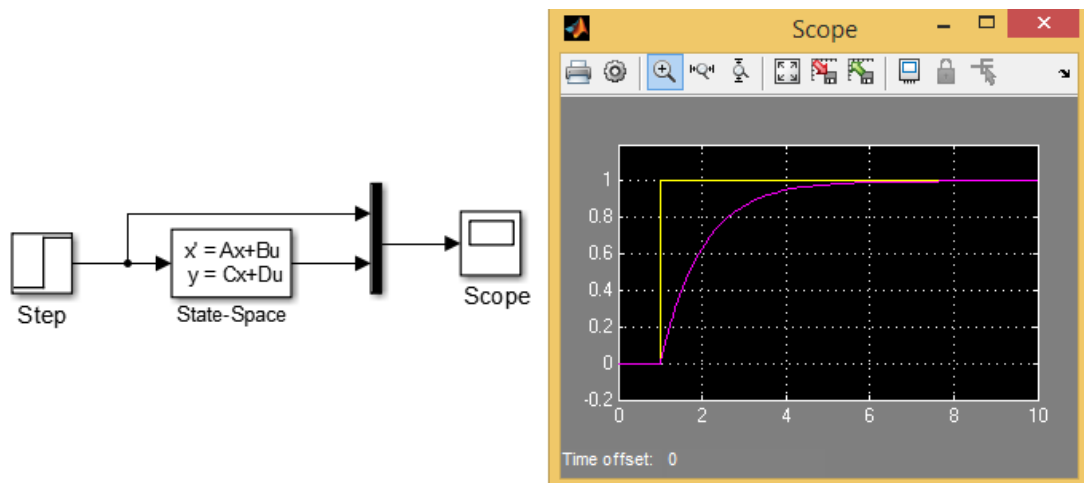 x' = Ax+Bu
y = Cx+Du
Step
State-Space
Scope
Scope
1
0.8
0.6
0.4
0.2
0
-0.2
0 2 4 6 8 10
Time offset: 0